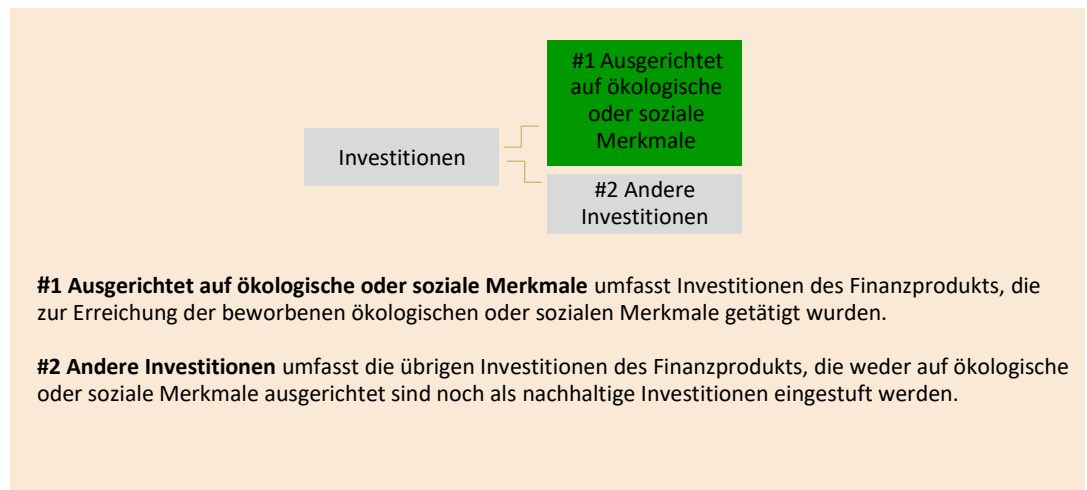 #1 Ausgerichtet
auf ökologische
oder soziale
Merkmale
Investitionen
#2 Andere
Investitionen
#1 Ausgerichtet auf ökologische oder soziale Merkmale umfasst Investitionen des Finanzprodukts, die
zur Erreichung der beworbenen ökologischen oder sozialen Merkmale getätigt wurden.
#2 Andere Investitionen umfasst die übrigen Investitionen des Finanzprodukts, die weder auf ökologische
oder soziale Merkmale ausgerichtet sind noch als nachhaltige Investitionen eingestuft werden.